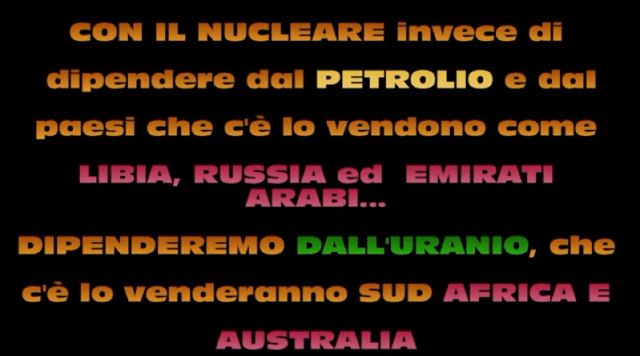 CON IL NUCLEARE invece di
dipendere dal PETROLIO e dal
paesi che c'è lo vendono come
LIBIA, RUSSIA ed EMIRATI
ARABI...
DIPENDEREMO DALL'URANIO, che
c'è lo venderanno SUD AFRICA E
AUSTRALIA